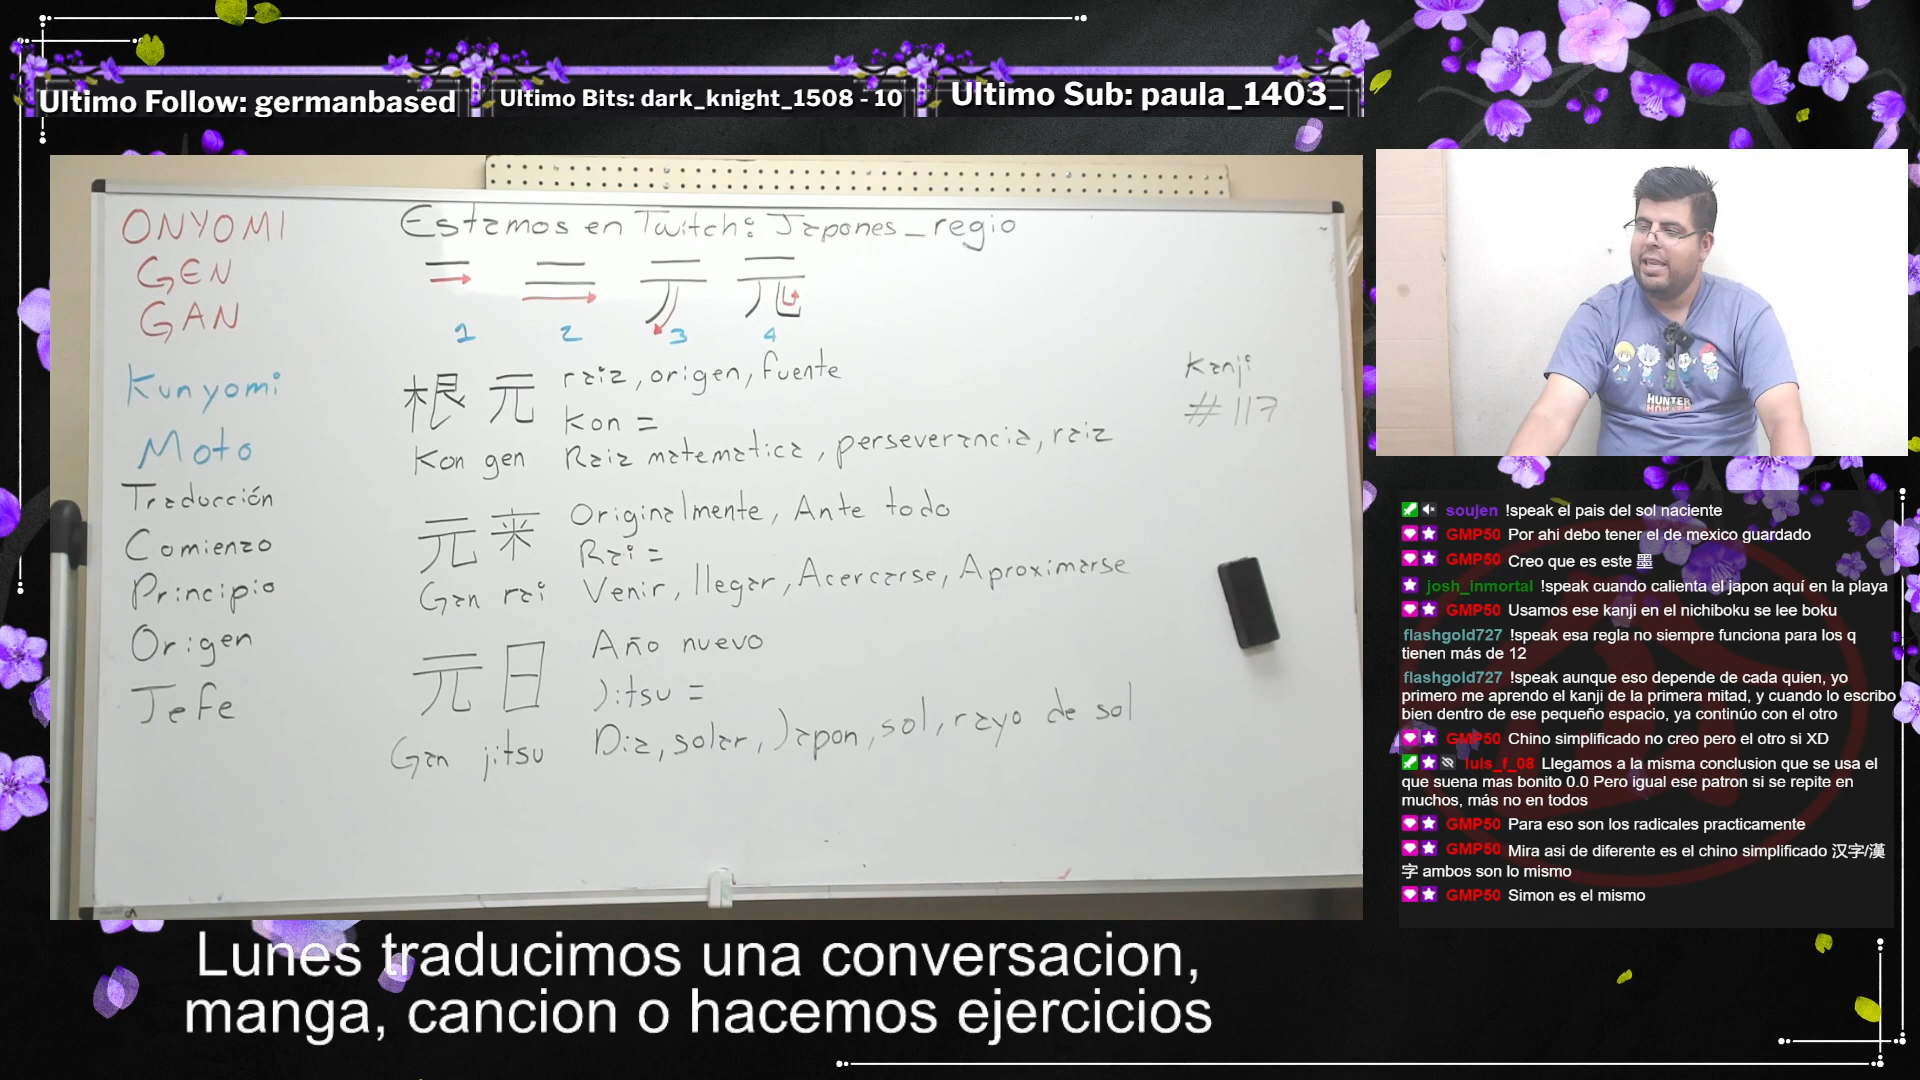 Ultimo Follow: germanbased
Ultimo Bits: dark_knight_1508 - 10
Ultimo Sub: paula_1403_
ONYOMI
GEN
GAN
Kunyomi
Moto
Traducción
Comienzo
Principio
Origen
Jefe
Estamos en Twitch: Japones_regio
1 2 3 4
根元 raiz, origen, fuente
Kon =
Kon gen Raiz matematica, perseverancia, raiz
元来 Originalmente, Ante todo
Rai =
Gan rai Venir, llegar, Acercarse, Aproximarse
元日 Año nuevo
Jitsu =
Gan jitsu Dia, solar, Japon, sol, rayo de sol
Kanji
#117
HUNTER
soujen !speak el pais del sol naciente
GMP50 Por ahi debo tener el de mexico guardado
GMP50 Creo que es este 墨
josh_inmortal !speak cuando calienta el japon aquí en la playa
GMP50 Usamos ese kanji en el nichiboku se lee boku
flashgold727 !speak esa regla no siempre funciona para los q
tienen más de 12
flashgold727 !speak aunque eso depende de cada quien, yo
primero me aprendo el kanji de la primera mitad, y cuando lo escribo
bien dentro de ese pequeño espacio, ya continúo con el otro
GMP50 Chino simplificado no creo pero el otro si XD
luis_f_08 Llegamos a la misma conclusion que se usa el
que suena mas bonito 0.0 Pero igual ese patron si se repite en
muchos, más no en todos
GMP50 Para eso son los radicales practicamente
GMP50 Mira asi de diferente es el chino simplificado 汉字/漢
字 ambos son lo mismo
GMP50 Simon es el mismo
Lunes traducimos una conversacion,
manga, cancion o hacemos ejercicios